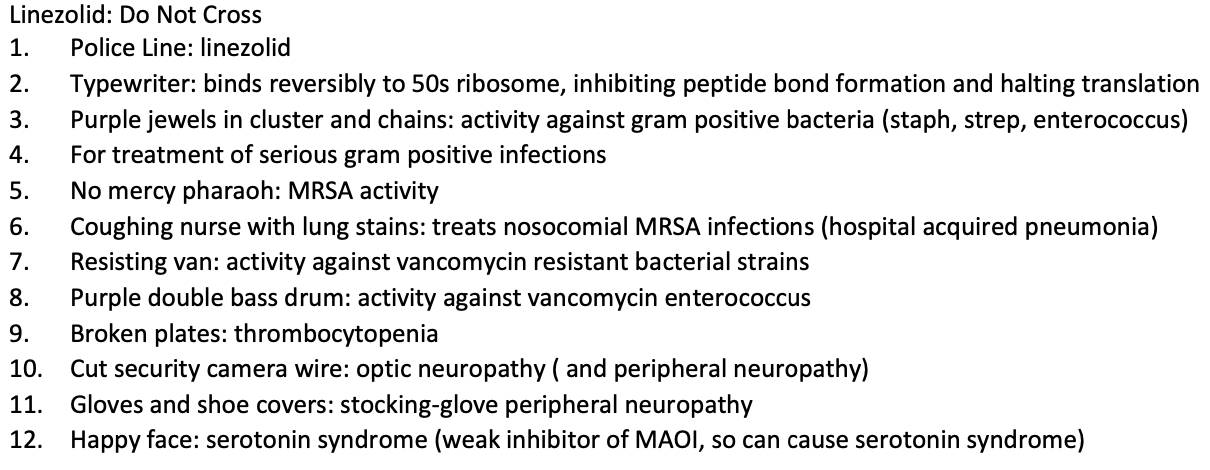 Linezolid: Do Not Cross
1. Police Line: linezolid
2. Typewriter: binds reversibly to 50s ribosome, inhibiting peptide bond formation and halting translation
3. Purple jewels in cluster and chains: activity against gram positive bacteria (staph, strep, enterococcus)
4. For treatment of serious gram positive infections
5. No mercy pharaoh: MRSA activity
6. Coughing nurse with lung stains: treats nosocomial MRSA infections (hospital acquired pneumonia)
7. Resisting van: activity against vancomycin resistant bacterial strains
8. Purple double bass drum: activity against vancomycin enterococcus
9. Broken plates: thrombocytopenia
10. Cut security camera wire: optic neuropathy ( and peripheral neuropathy)
11. Gloves and shoe covers: stocking-glove peripheral neuropathy
12. Happy face: serotonin syndrome (weak inhibitor of MAOI, so can cause serotonin syndrome)